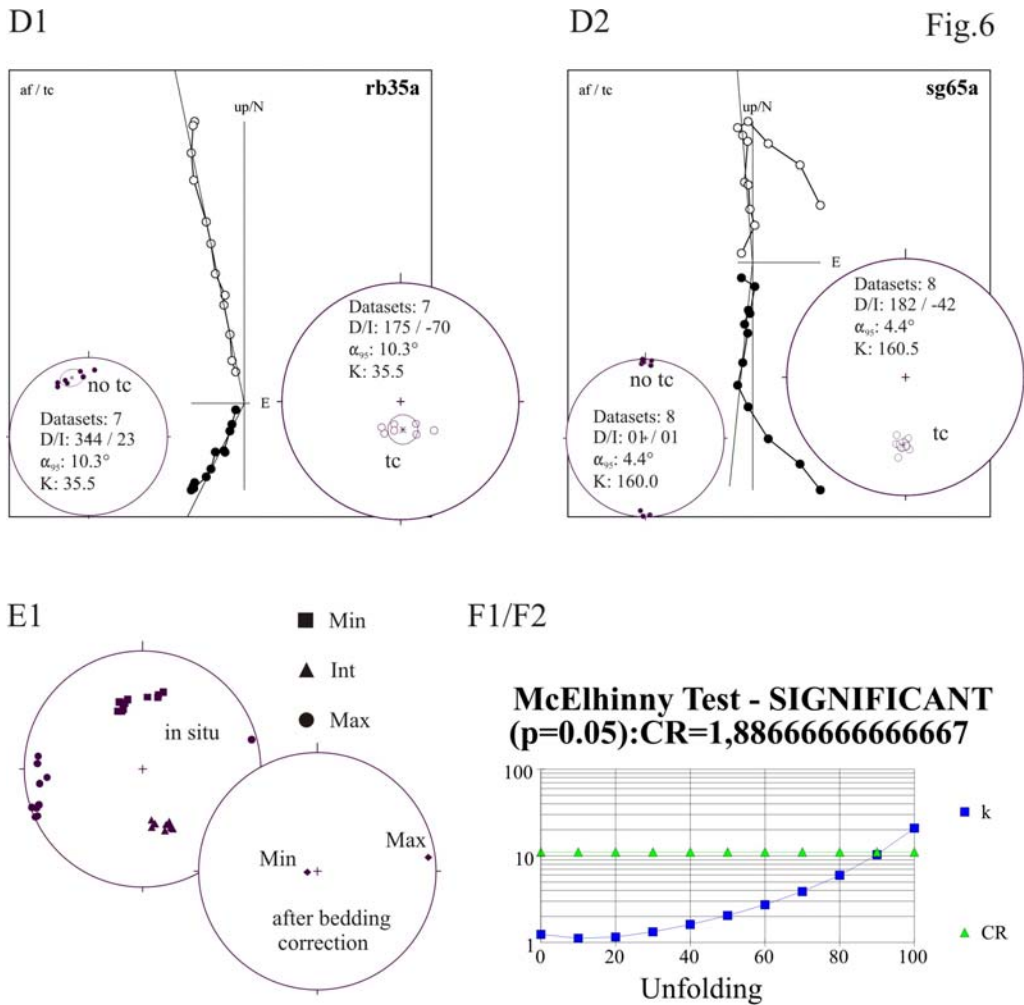 D1
D2
Fig.6
af / tc
rb35a
up/N
E
no tc
Datasets: 7
D/I: 344 / 23
α₉₅: 10.3°
K: 35.5
Datasets: 7
D/I: 175 / -70
α₉₅: 10.3°
K: 35.5
tc
af / tc
sg65a
up/N
E
no tc
Datasets: 8
D/I: 01 / 01
α₉₅: 4.4°
K: 160.0
Datasets: 8
D/I: 182 / -42
α₉₅: 4.4°
K: 160.5
tc
E1
Min
Int
Max
in situ
Min
Max
after bedding
correction
F1/F2
McElhinny Test - SIGNIFICANT
(p=0.05):CR=1,88666666666667
100
10
1
0 20 40 60 80 100
Unfolding
k
CR